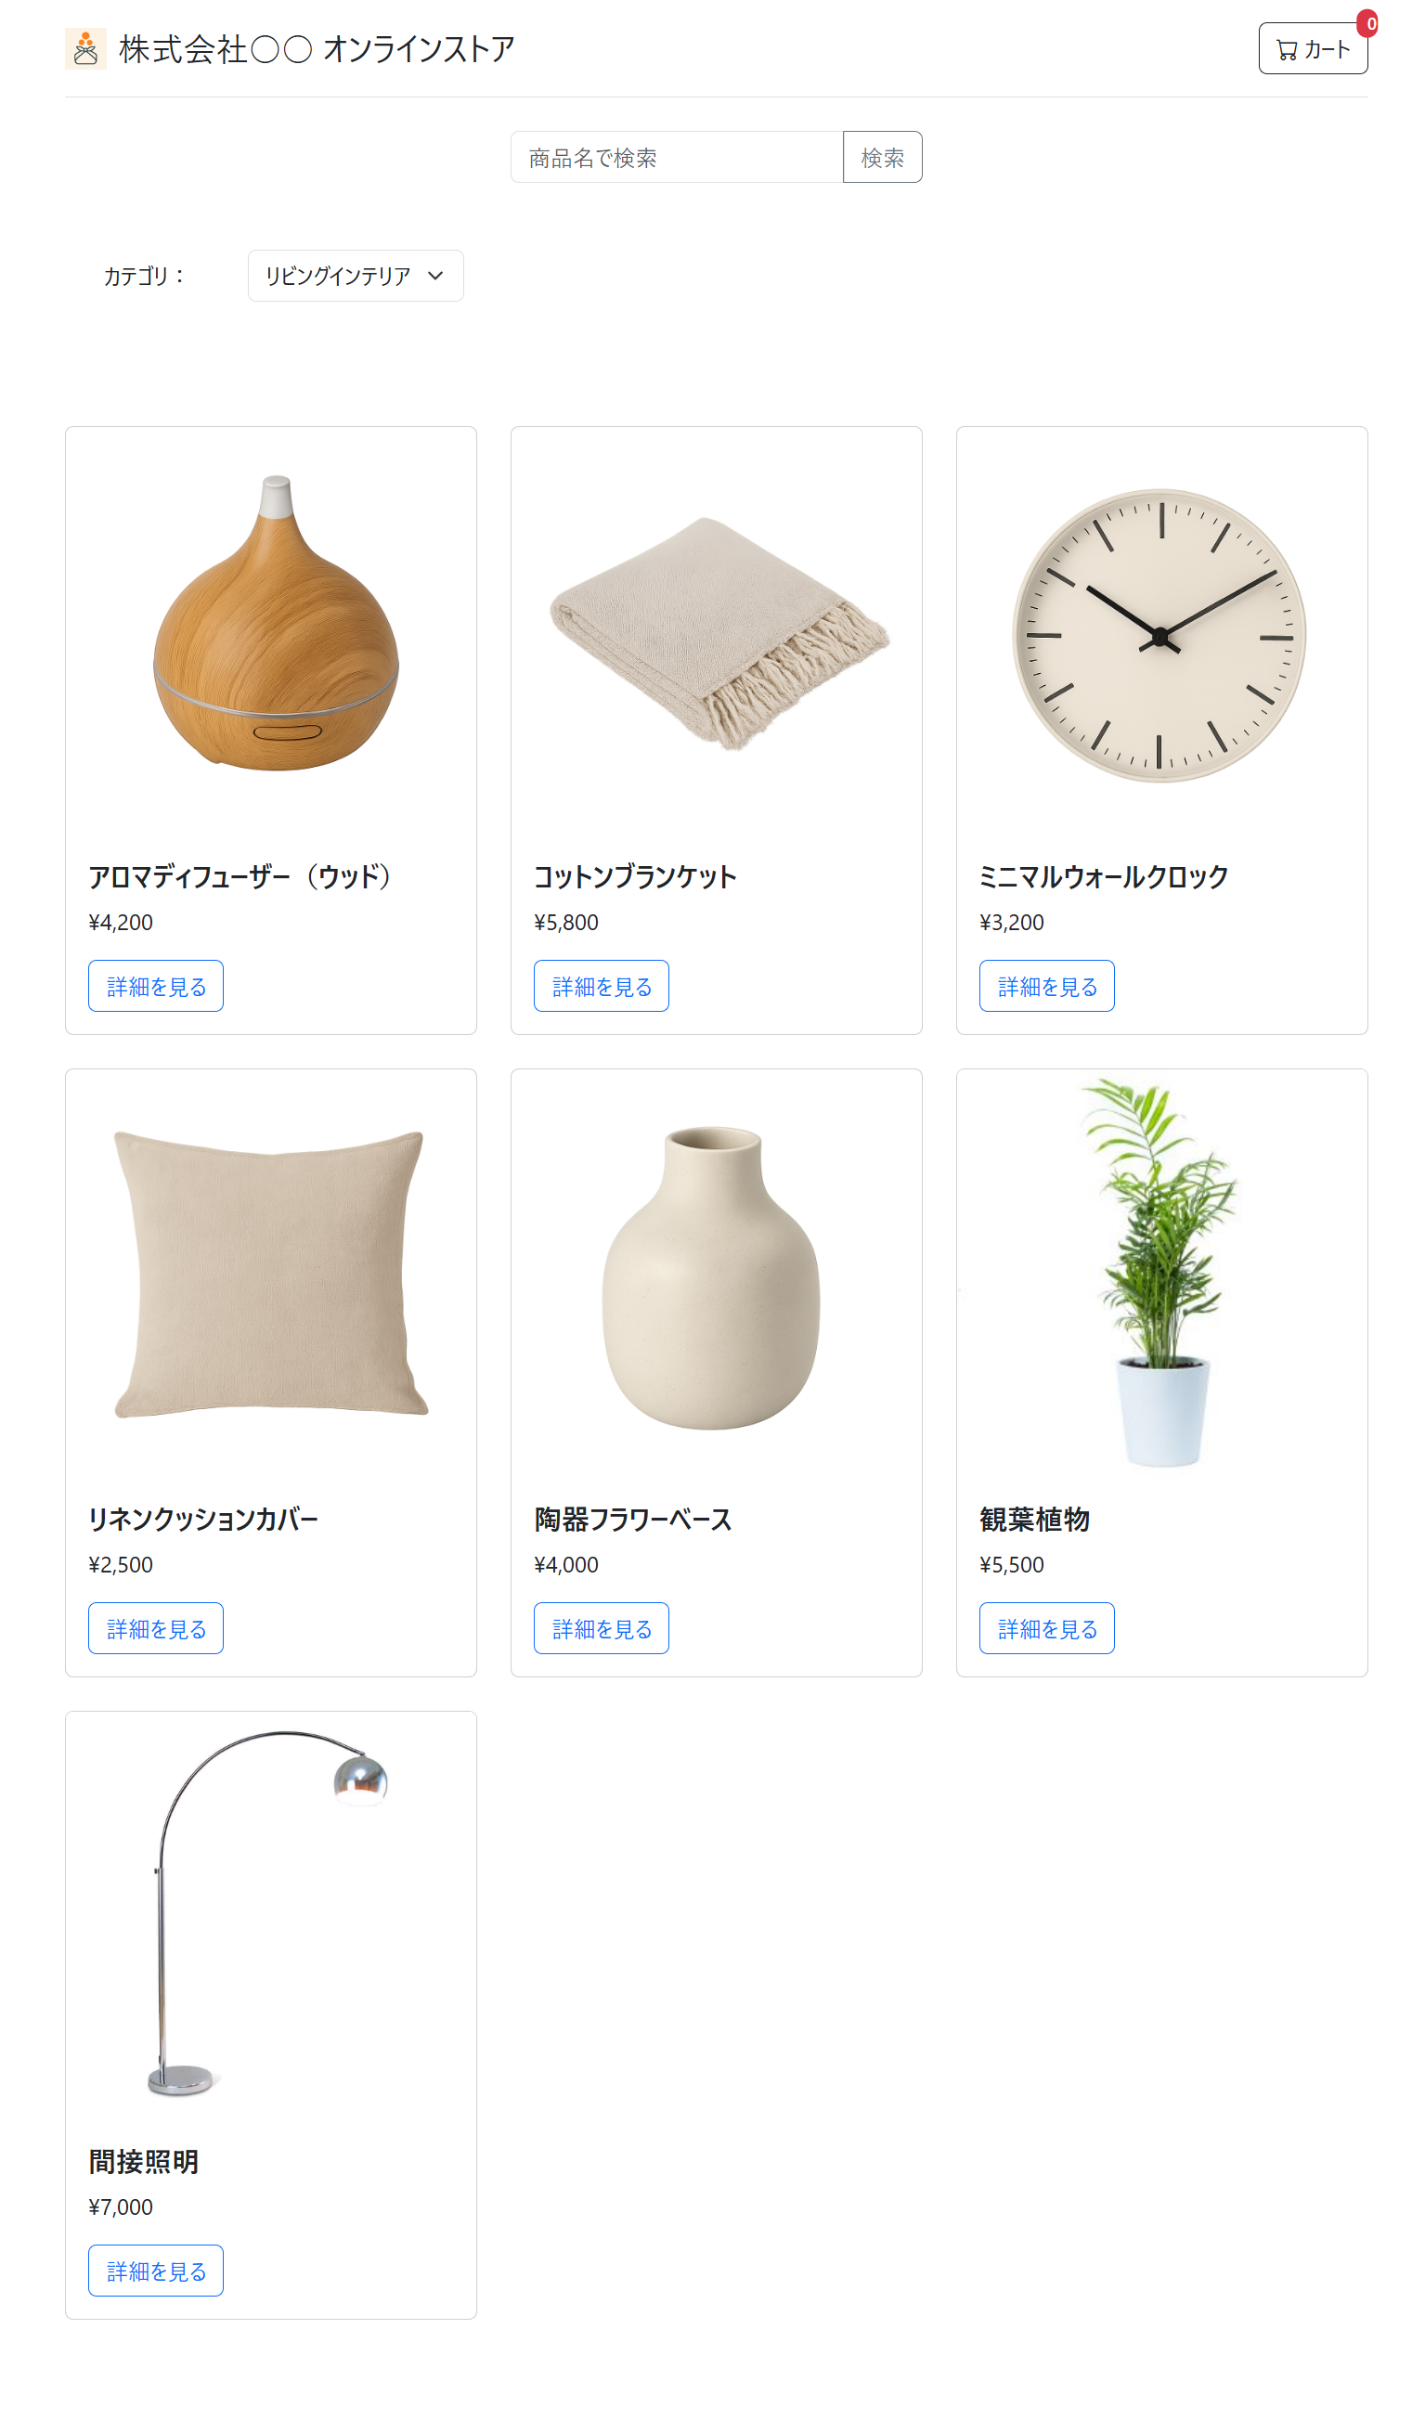 株式会社〇〇 オンラインストア
0
カート
商品名で検索
検索
カテゴリ：
リビングインテリア
アロマディフューザー（ウッド）
¥4,200
詳細を見る
コットンブランケット
¥5,800
詳細を見る
ミニマルウォールクロック
¥3,200
詳細を見る
リネンクッションカバー
¥2,500
詳細を見る
陶器フラワーベース
¥4,000
詳細を見る
観葉植物
¥5,500
詳細を見る
間接照明
¥7,000
詳細を見る